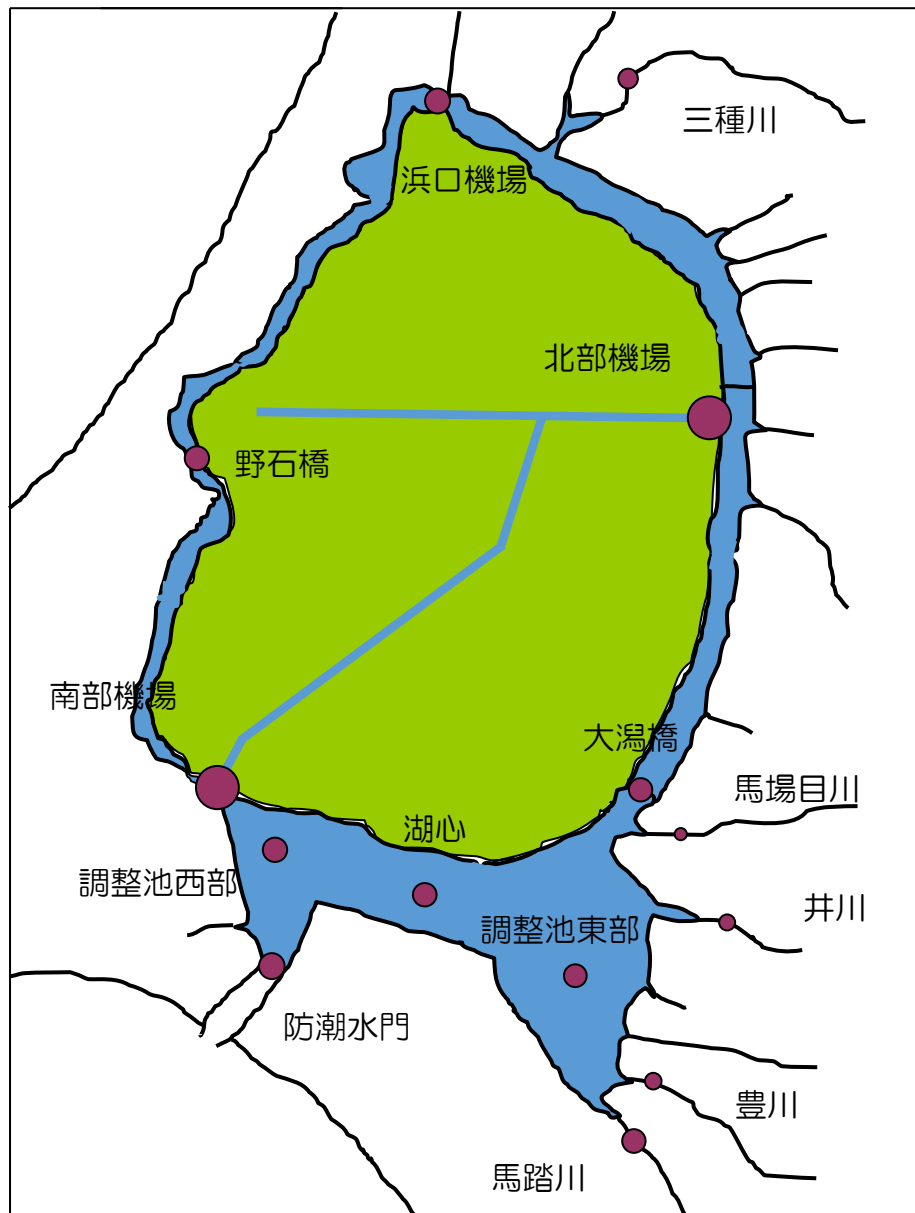 三種川
浜口機場
北部機場
野石橋
南部機場
大潟橋
馬場目川
湖心
調整池西部
井川
調整池東部
防潮水門
豊川
馬踏川